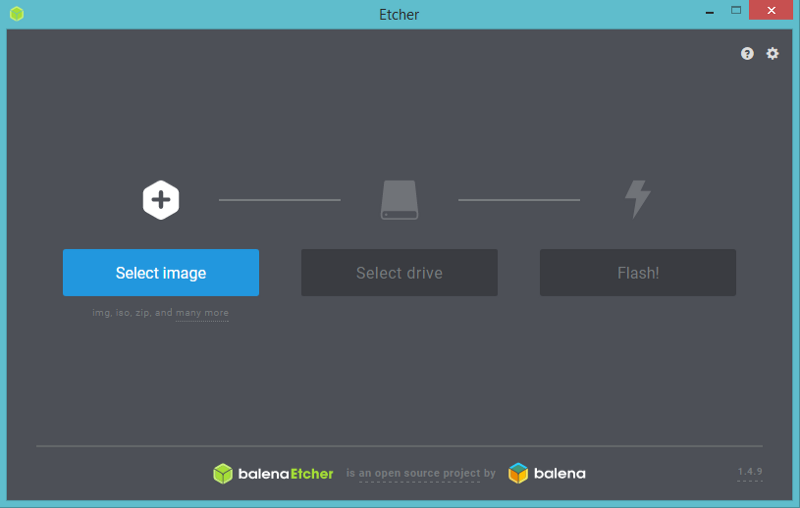 Etcher
Select image
Select drive
Flash!
img, iso, zip, and many more
balenaEtcher is an open source project by balena
1.4.9